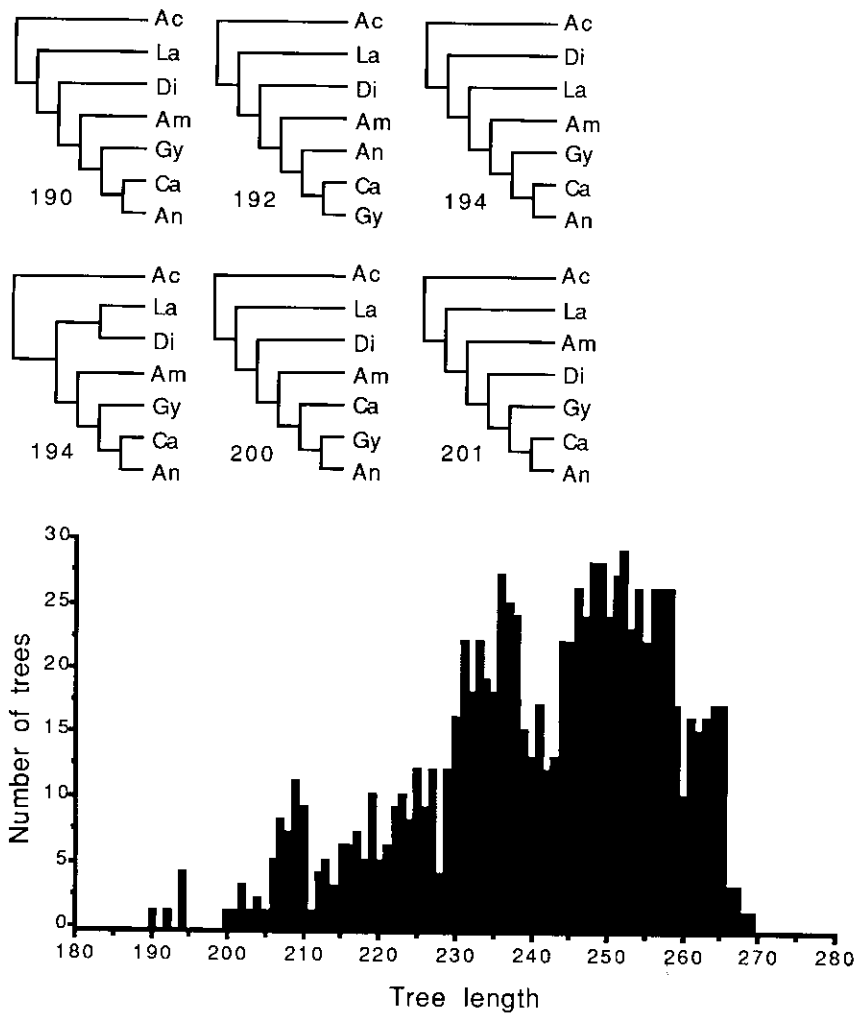 Ac
La
Di
Am
Gy
Ca
An
190
Ac
La
Di
Am
An
Ca
Gy
192
Ac
Di
La
Am
Gy
Ca
An
194
Ac
La
Di
Am
Gy
Ca
An
194
Ac
La
Di
Am
Ca
Gy
An
200
Ac
La
Am
Di
Gy
Ca
An
201
Number of trees
30
25
20
15
10
5
0
180 190 200 210 220 230 240 250 260 270 280
Tree length